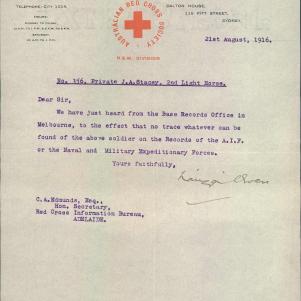 TELEPHONE-CITY
HOURS:
SATURDAY
AUSTRALIAN RED CROSS SOCIETY
N.S.W. DIVISION
DALTON HOUSE,
115 PITT STREET,
SYDNEY,
21st August, 1916.
No. 156. Private J.A.Stacey, 2nd Light Horse.
Dear Sir,
We have just heard from the Base Records Office in
Melbourne, to the effect that no trace whatever can be
found of the above soldier on the Records of the A.I.F.
or the Naval and Military Expeditionary Forces.
Yours faithfully,
C.A.Edmunds, Esq.,
Hon. Secretary,
Red Cross Information Bureau,
ADELAIDE.